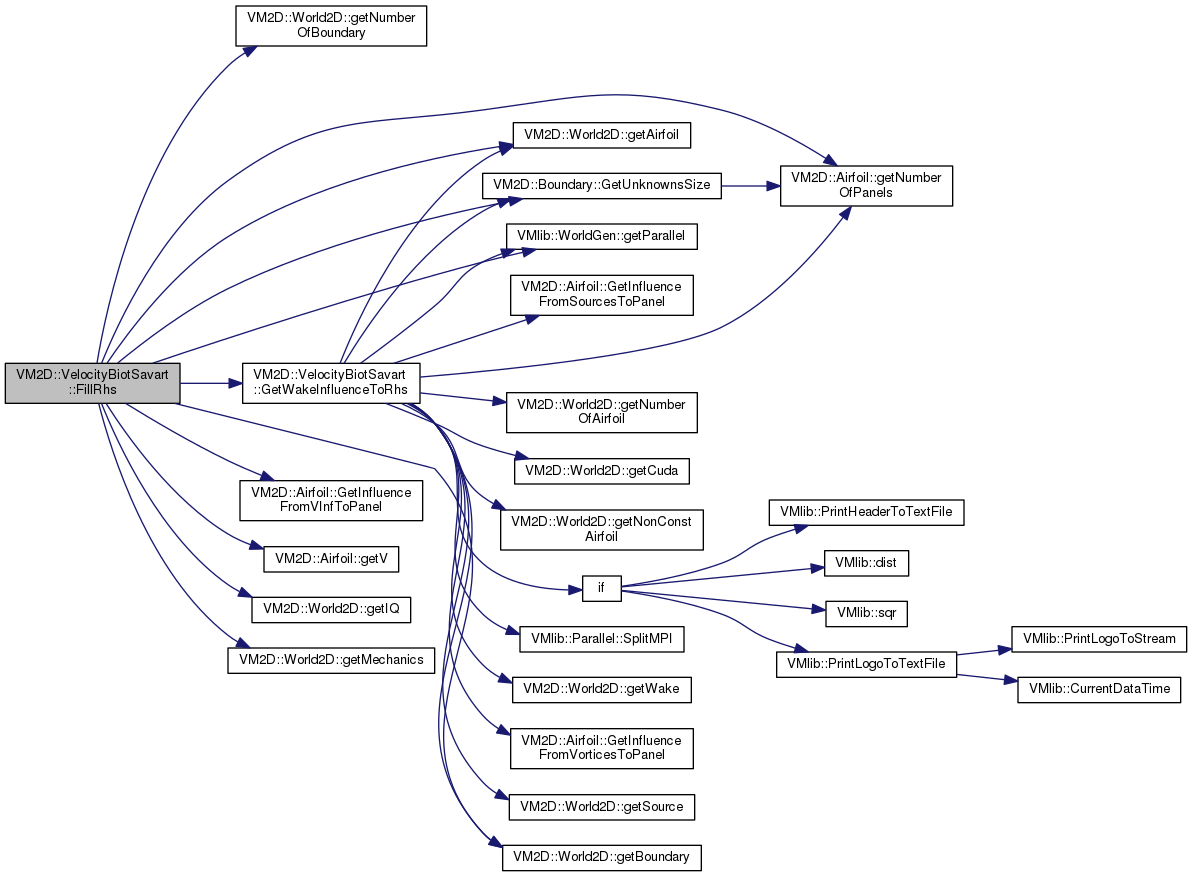 VM2D::World2D::getNumber
OfBoundary
VM2D::World2D::getAirfoil
VM2D::Boundary::GetUnknownsSize
VM2D::Airfoil::getNumber
OfPanels
VMlib::WorldGen::getParallel
VM2D::Airfoil::GetInfluence
FromSourcesToPanel
VM2D::VelocityBiotSavart
::FillRhs
VM2D::VelocityBiotSavart
::GetWakeInfluenceToRhs
VM2D::World2D::getNumber
OfAirfoil
VM2D::World2D::getCuda
VM2D::Airfoil::GetInfluence
FromVInfToPanel
VM2D::World2D::getNonConst
Airfoil
VMlib::PrintHeaderToTextFile
VM2D::Airfoil::getV
VMlib::dist
if
VM2D::World2D::getIQ
VMlib::sqr
VMlib::Parallel::SplitMPI
VMlib::PrintLogoToStream
VM2D::World2D::getMechanics
VMlib::PrintLogoToTextFile
VM2D::World2D::getWake
VMlib::CurrentDataTime
VM2D::Airfoil::GetInfluence
FromVorticesToPanel
VM2D::World2D::getSource
VM2D::World2D::getBoundary